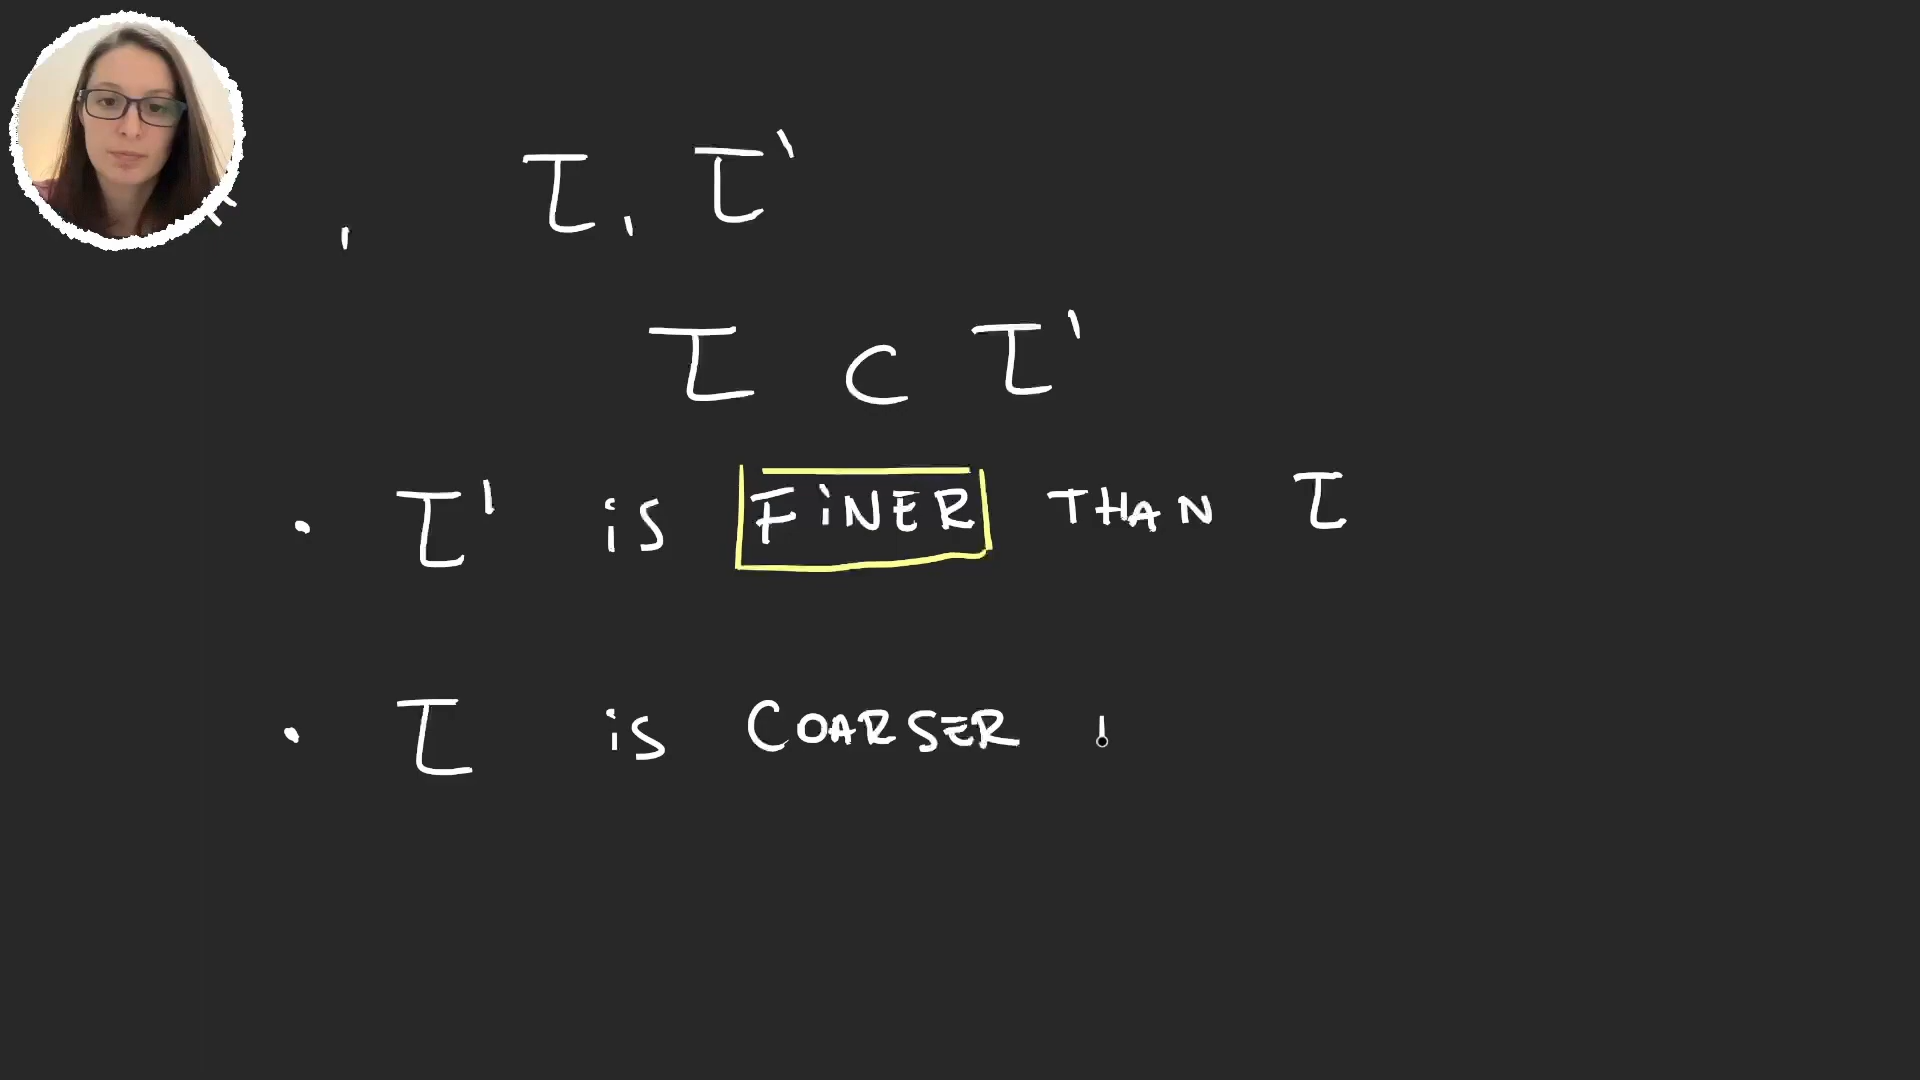 τ, τ'
τ ⊂ τ'
• τ' is FiNER THAN τ
• τ is COARSER